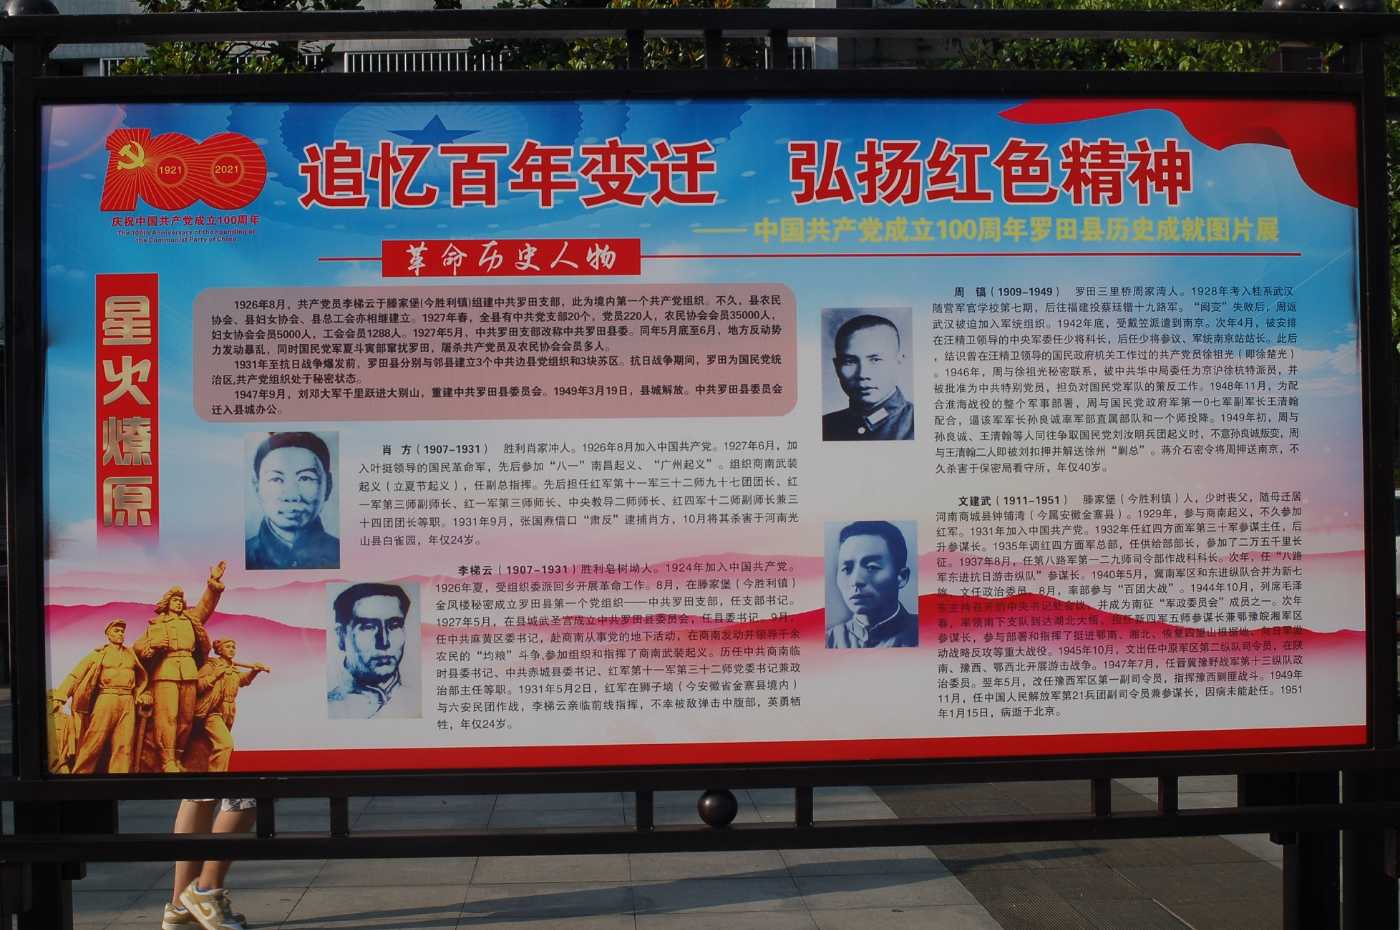 追忆百年变迁 弘扬红色精神
——中国共产党成立100周年罗田县历史成就图片展
1921
2021
庆祝中国共产党成立100周年
The 100th Anniversary of the Founding of
the Communist Party of China
革命历史人物
星火燎原
1926年8月，共产党员李梯云于滕家堡(今胜利镇)组建中共罗田支部，此为境内第一个共产党组织。不久，县农民
协会、县妇女协会、县总工会亦相继建立。1927年春，全县有中共党支部20个，党员220人，农民协会会员35000人，
妇女协会会员5000人，工会会员1288人。1927年5月，中共罗田支部改称中共罗田县委。同年5月底至6月，地方反动势
力发动暴乱，同时国民党军夏斗寅部窜扰罗田，屠杀共产党员及农民协会会员多人。
1931年至抗日战争爆发前，罗田县分别与邻县建立3个中共边县党组织和3块苏区。抗日战争期间，罗田为国民党统
治区,共产党组织处于秘密状态。
1947年9月，刘邓大军千里跃进大别山，重建中共罗田县委员会。1949年3月19日，县城解放。中共罗田县委员会
迁入县城办公。
肖 方(1907-1931) 胜利肖家冲人。1926年8月加入中国共产党。1927年6月，加
入叶挺领导的国民革命军，先后参加“八一”南昌起义、“广州起义”。组织商南武装
起义（立夏节起义），任副总指挥。先后担任红军第十一军三十二师九十七团团长、红
一军第三师副师长、红一军第三师师长、中央教导二师师长、红四军十二师副师长兼三
十四团团长等职。1931年9月，张国焘借口“肃反”逮捕肖方，10月将其杀害于河南光
山县白雀园，年仅24岁。
李梯云（1907-1931）胜利皂树坳人。1924年加入中国共产党。
1926年夏，受组织委派回乡开展革命工作。8月，在滕家堡（今胜利镇）
金凤楼秘密成立罗田县第一个党组织——中共罗田支部，任支部书记。
1927年5月，在县城武圣宫成立中共罗田县委员会，任县委书记。9月，
任中共麻黄区委书记，赴商南从事党的地下活动，在商南发动并领导千余
农民的“均粮”斗争,参加组织和指挥了商南武装起义。历任中共商南临
时县委书记、中共赤城县委书记、红军第十一军第三十二师党委书记兼政
治部主任等职。1931年5月2日，红军在狮子垴（今安徽省金寨县境内）
与六安民团作战，李梯云亲临前线指挥，不幸被敌弹击中腹部，英勇牺
牲，年仅24岁。
周 镐（1909-1949） 罗田三里桥周家湾人。1928年考入桂系武汉
随营军官学校第七期，后往福建投蔡廷锴十九路军。“闽变”失败后，周返
武汉被迫加入军统组织。1942年底，受戴笠派遣到南京。次年4月，被安排
在汪精卫领导的中央军委任少将科长，后任少将参议、军统南京站站长。此后
，结识曾在汪精卫领导的国民政府机关工作过的共产党员徐祖光（即徐楚光）
。1946年，周与徐祖光秘密联系，被中共华中局委任为京沪徐杭特派员，并
被批准为中共特别党员，担负对国民党军队的策反工作。1948年11月，为配
合淮海战役的整个军事部署，周与国民党政府军第一0七军副军长王清翰
配合，逼该军军长孙良诚率军部直属部队和一个师投降。1949年初，周与
孙良诚、王清翰等人同往争取国民党刘汝明兵团起义时，不意孙良诚叛变，周
与王清翰二人即被刘扣押并解送徐州“剿总”。蒋介石密令将周押送南京，不
久杀害于保密局看守所，年仅40岁。
文建武（1911-1951） 滕家堡（今胜利镇）人，少时丧父，随母迁居
河南商城县钟铺湾（今属安徽金寨县）。1929年，参与商南起义，不久参加
红军。1931年加入中国共产党。1932年任红四方面军第三十军参谋主任，后
升参谋长。1935年调红四方面军总部，任供给部部长，参加了二万五千里长
征。1937年8月，任第八路军第一二九师司令部作战科科长。次年，任“八路
军东进抗日游击纵队”参谋长。1940年5月，冀南军区和东进纵队合并为新七
旅，文任政治委员。8月，率部参与“百团大战”。1944年10月，列席毛泽
东主持召开的中央书记处会议，并成为南征“军政委员会”成员之一。次年
春，率领南下支队到达湖北大悟，担任新四军五师参谋长兼鄂豫皖湘军区
参谋长，参与部署和指挥了挺进鄂南、湘北、恢复四望山根据地、向日军发
动战略反攻等重大战役。1945年10月，文出任中原军区第二纵队司令员，在陕
南、豫西、鄂西北开展游击战争。1947年7月，任晋冀豫野战军第十三纵队政
治委员。翌年5月，改任豫西军区第一副司令员，指挥豫西剿匪战斗。1949年
11月，任中国人民解放军第21兵团副司令员兼参谋长，因病未能赴任。1951
年1月15日，病逝于北京。